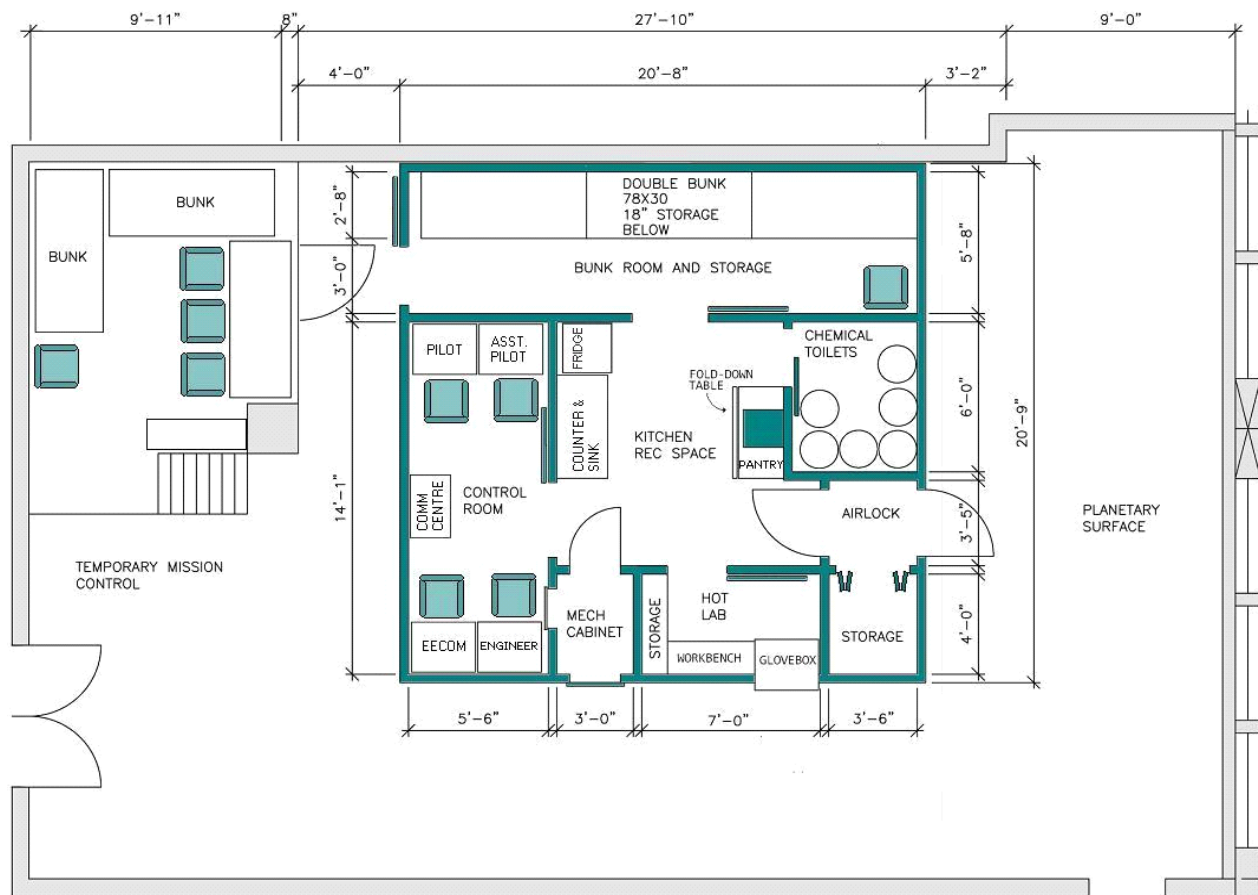 9'-11"
8"
27'-10"
9'-0"
4'-0"
20'-8"
3'-2"
BUNK
BUNK
2'-8"
3'-0"
DOUBLE BUNK
78X30
18" STORAGE
BELOW
BUNK ROOM AND STORAGE
5'-8"
PILOT
ASST.
PILOT
FRIDGE
CHEMICAL
TOILETS
FOLD-DOWN
TABLE
COUNTER &
SINK
KITCHEN
REC SPACE
PANTRY
6'-0"
20'-9"
14'-1"
COMM
CENTRE
CONTROL
ROOM
AIRLOCK
3'-5"
PLANETARY
SURFACE
TEMPORARY MISSION
CONTROL
MECH
CABINET
STORAGE
HOT
LAB
STORAGE
4'-0"
EECOM
ENGINEER
WORKBENCH
GLOVEBOX
5'-6"
3'-0"
7'-0"
3'-6"